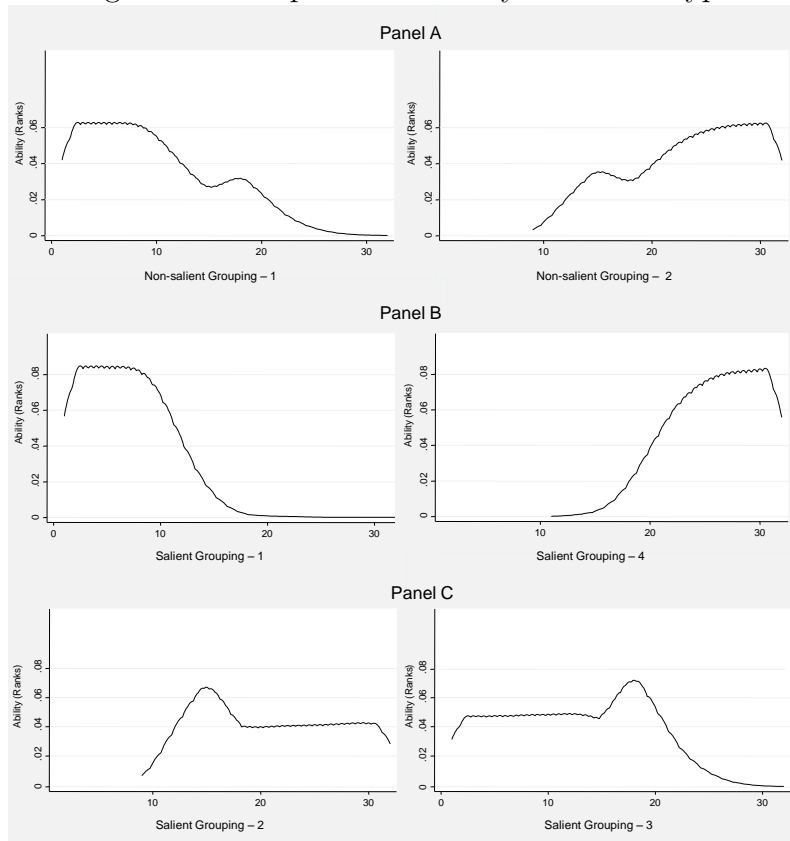 Panel A
Ability (Ranks)
.06
.04
.02
0
0 10 20 30
Non-salient Grouping – 1
Ability (Ranks)
.06
.04
.02
0
10 20 30
Non-salient Grouping – 2
Panel B
Ability (Ranks)
.08
.06
.04
.02
0
0 10 20 30
Salient Grouping – 1
Ability (Ranks)
.08
.06
.04
.02
0
10 20 30
Salient Grouping – 4
Panel C
Ability (Ranks)
.08
.06
.04
.02
0
10 20 30
Salient Grouping – 2
Ability (Ranks)
.08
.06
.04
.02
0
0 10 20 30
Salient Grouping – 3